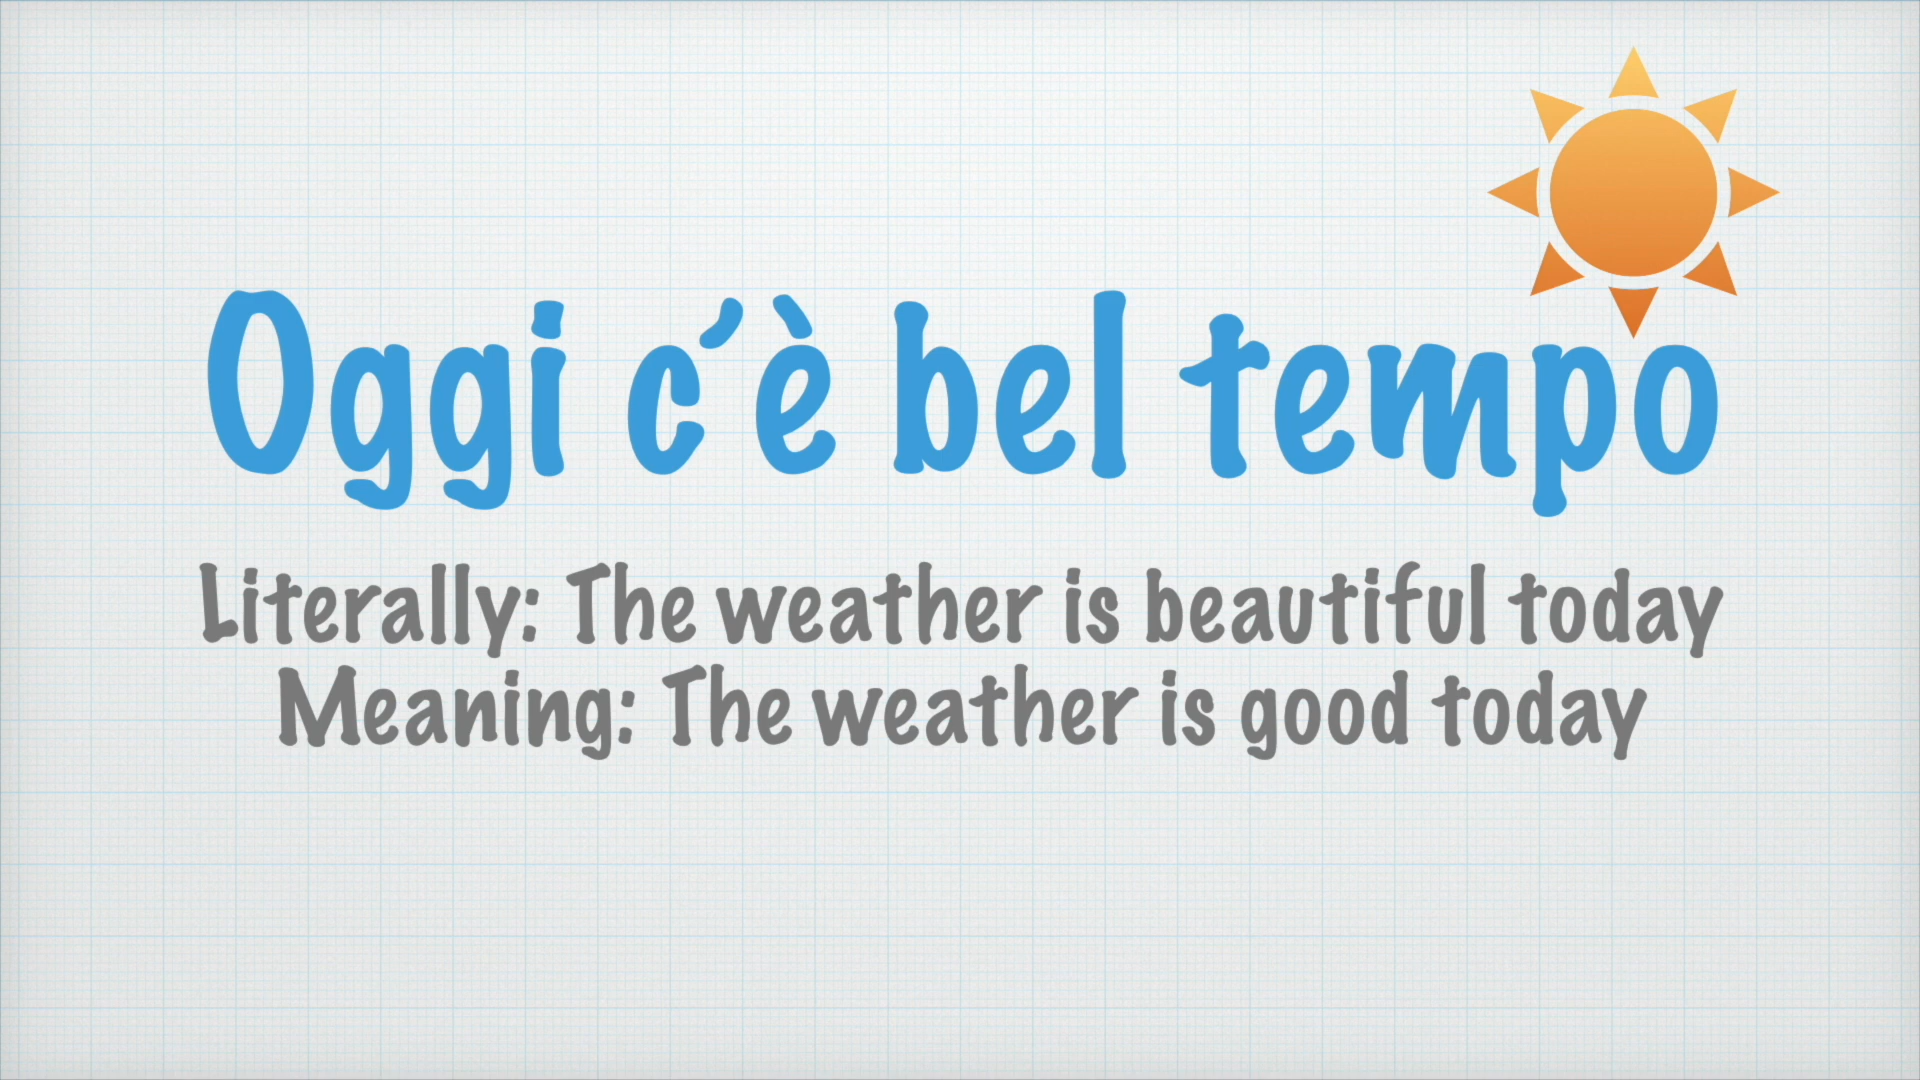 Oggi c'è bel tempo
Literally: The weather is beautiful today
Meaning: The weather is good today